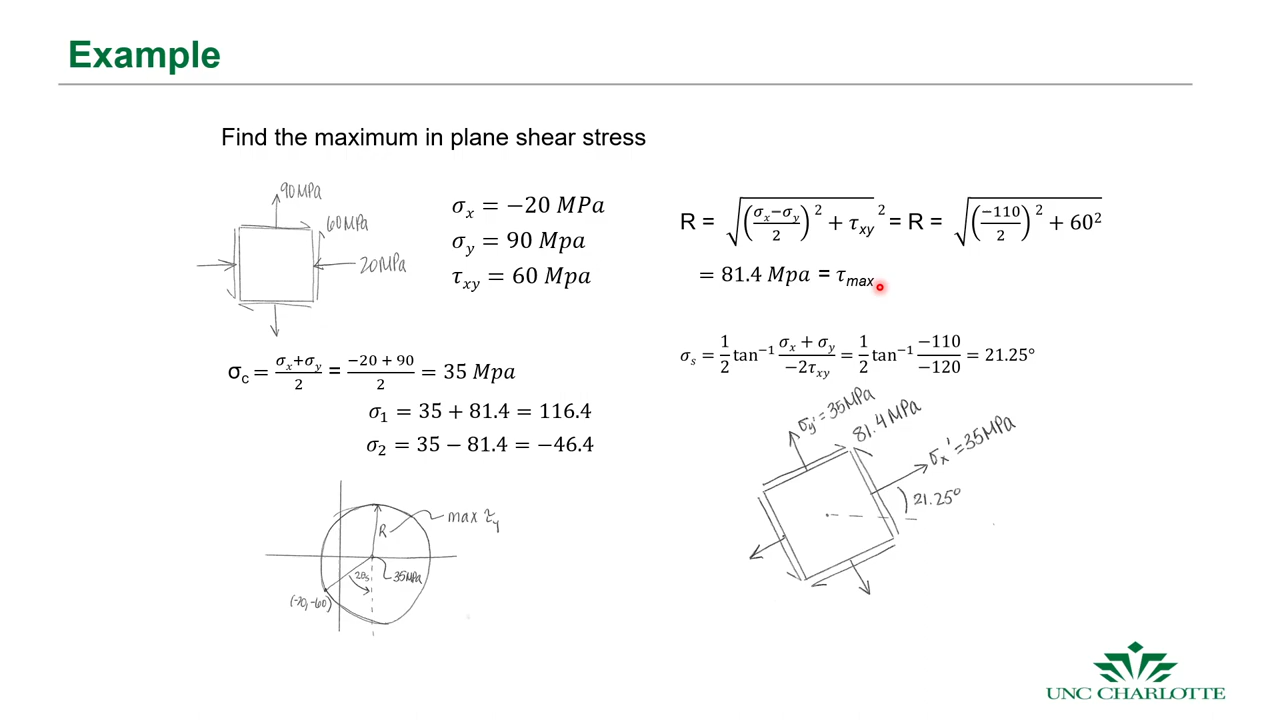 Example
Find the maximum in plane shear stress
90MPa
60MPa
20MPa
σx = −20 MPa
σy = 90 Mpa
τxy = 60 Mpa
R = √((σx−σy)/2)² + τxy² = R = √((−110)/2)² + 60²
= 81.4 Mpa = τmax
σc = (σx+σy)/2 = (−20 + 90)/2 = 35 Mpa
σ1 = 35 + 81.4 = 116.4
σ2 = 35 − 81.4 = −46.4
σs = 1/2 tan⁻¹ (σx + σy)/(−2τxy) = 1/2 tan⁻¹ (−110)/(−120) = 21.25°
R
max τy
2θs
35MPa
(-20,-60)
σy' = 35MPa
81.4MPa
σx' = 35MPa
21.25°
UNC CHARLOTTE